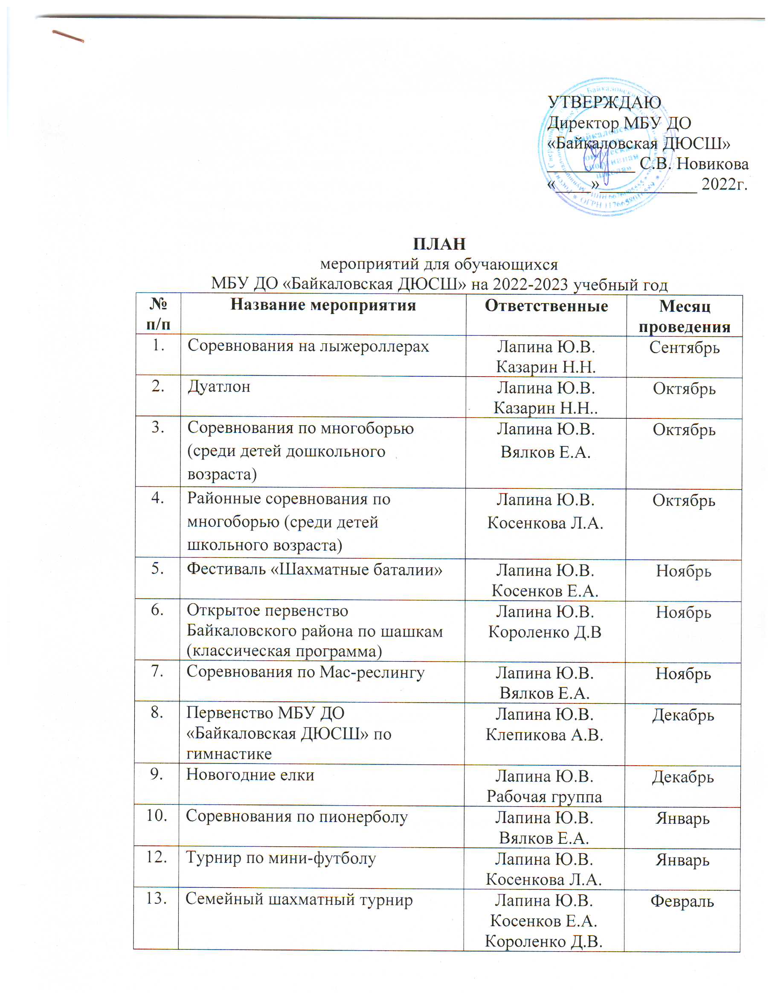 УТВЕРЖДАЮ
Директор МБУ ДО
«Байкаловская ДЮСШ»
__________ С.В. Новикова
«____»___________ 2022г.
ПЛАН
мероприятий для обучающихся
МБУ ДО «Байкаловская ДЮСШ» на 2022-2023 учебный год
№ Название мероприятия Ответственные Месяц
п/п проведения
1. Соревнования на лыжероллерах Лапина Ю.В. Сентябрь
Казарин Н.Н.
2. Дуатлон Лапина Ю.В. Октябрь
Казарин Н.Н..
3. Соревнования по многоборью Лапина Ю.В. Октябрь
(среди детей дошкольного Вялков Е.А.
возраста)
4. Районные соревнования по Лапина Ю.В. Октябрь
многоборью (среди детей Косенкова Л.А.
школьного возраста)
5. Фестиваль «Шахматные баталии» Лапина Ю.В. Ноябрь
Косенков Е.А.
6. Открытое первенство Лапина Ю.В. Ноябрь
Байкаловского района по шашкам Короленко Д.В
(классическая программа)
7. Соревнования по Мас-реслингу Лапина Ю.В. Ноябрь
Вялков Е.А.
8. Первенство МБУ ДО Лапина Ю.В. Декабрь
«Байкаловская ДЮСШ» по Клепикова А.В.
гимнастике
9. Новогодние елки Лапина Ю.В. Декабрь
Рабочая группа
10. Соревнования по пионерболу Лапина Ю.В. Январь
Вялков Е.А.
12. Турнир по мини-футболу Лапина Ю.В. Январь
Косенкова Л.А.
13. Семейный шахматный турнир Лапина Ю.В. Февраль
Косенков Е.А.
Короленко Д.В.